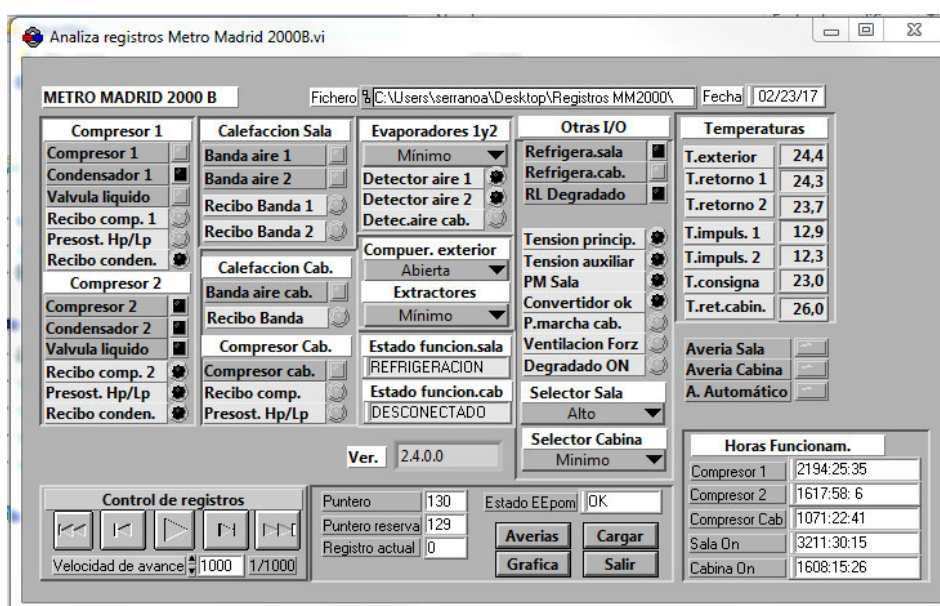 Analiza registros Metro Madrid 2000B.vi
METRO MADRID 2000 B
Fichero C:\Users\serranoa\Desktop\Registros MM2000\
Fecha 02/23/17
Compresor 1
Compresor 1
Condensador 1
Valvula liquido
Recibo comp. 1
Presost. Hp/Lp
Recibo conden.
Compresor 2
Compresor 2
Condensador 2
Valvula liquido
Recibo comp. 2
Presost. Hp/Lp
Recibo conden.
Calefaccion Sala
Banda aire 1
Banda aire 2
Recibo Banda 1
Recibo Banda 2
Calefaccion Cab.
Banda aire cab.
Recibo Banda
Compresor Cab.
Compresor cab.
Recibo comp.
Presost. Hp/Lp
Evaporadores 1y2
Mínimo
Detector aire 1
Detector aire 2
Detec.aire cab.
Compuer. exterior
Abierta
Extractores
Mínimo
Estado funcion.sala
REFRIGERACION
Estado funcion.cab
DESCONECTADO
Otras I/O
Refrigera.sala
Refrigera.cab.
RL Degradado
Tension princip.
Tension auxiliar
PM Sala
Convertidor ok
P.marcha cab.
Ventilacion Forz
Degradado ON
Selector Sala
Alto
Selector Cabina
Minimo
Temperaturas
T.exterior 24,4
T.retorno 1 24,3
T.retorno 2 23,7
T.impuls. 1 12,9
T.impuls. 2 12,3
T.consigna 23,0
T.ret.cabin. 26,0
Averia Sala
Averia Cabina
A. Automático
Ver. 2.4.0.0
Horas Funcionam.
Compresor 1 2194:25:35
Compresor 2 1617:58: 6
Compresor Cab 1071:22:41
Sala On 3211:30:15
Cabina On 1608:15:26
Control de registros
Velocidad de avance 1000 1/1000
Puntero 130
Puntero reserva 129
Registro actual 0
Estado EEpom OK
Averias Cargar
Grafica Salir